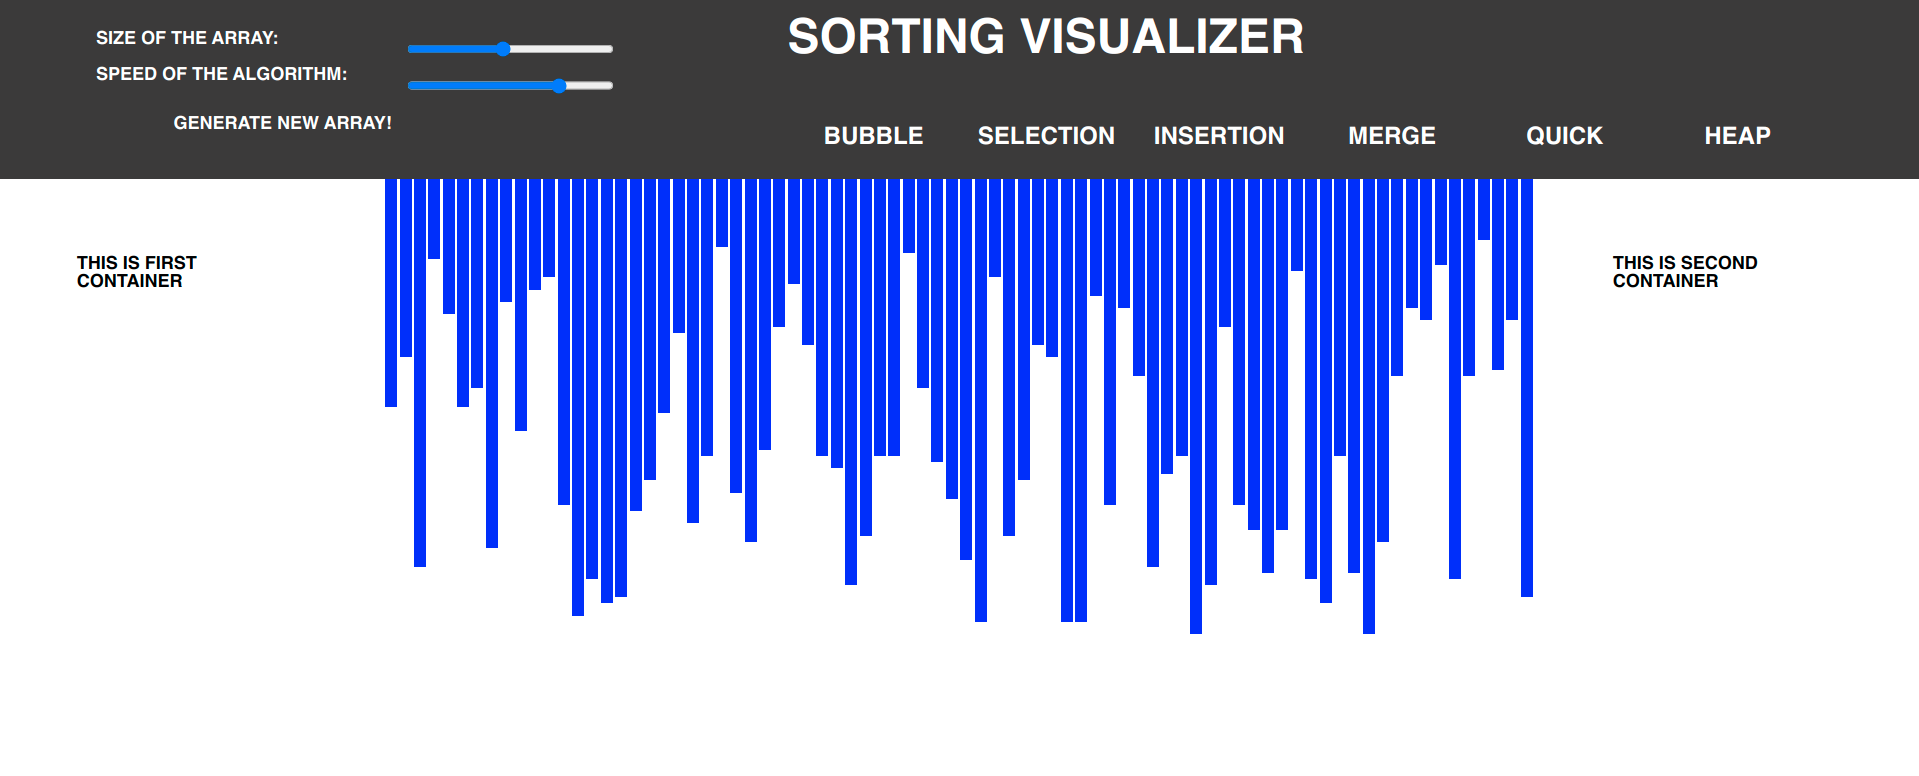 SIZE OF THE ARRAY:
SPEED OF THE ALGORITHM:
GENERATE NEW ARRAY!
SORTING VISUALIZER
BUBBLE SELECTION INSERTION MERGE QUICK HEAP
THIS IS FIRST
CONTAINER
THIS IS SECOND
CONTAINER